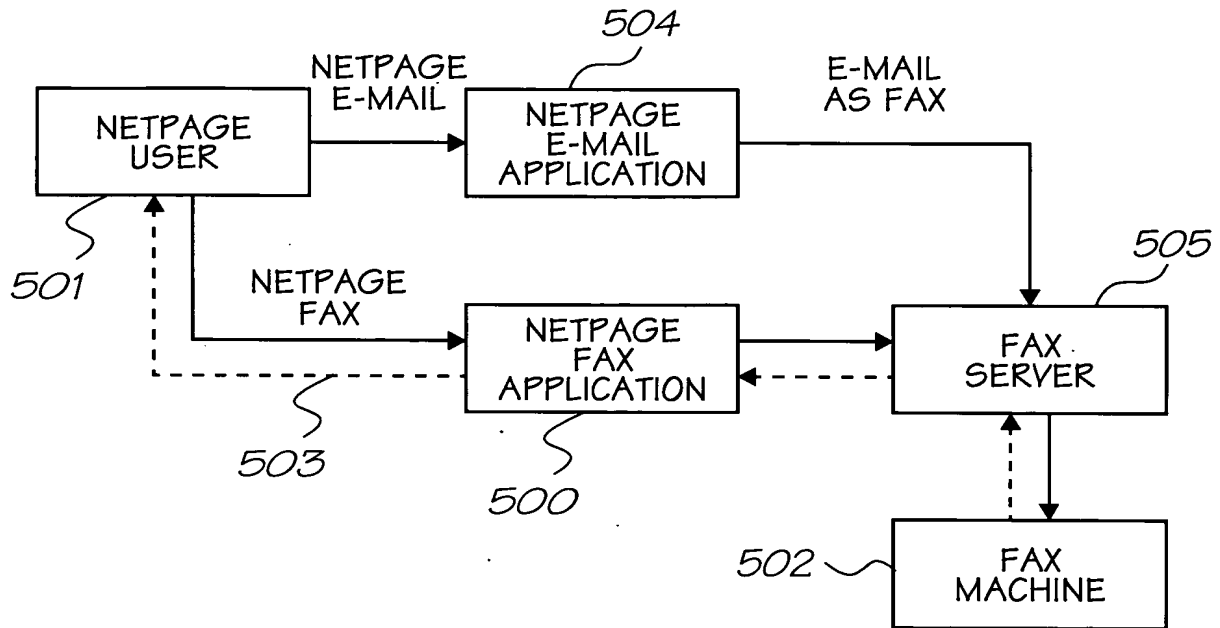 504
NETPAGE
E-MAIL
E-MAIL
AS FAX
NETPAGE
USER
NETPAGE
E-MAIL
APPLICATION
501
NETPAGE
FAX
505
NETPAGE
FAX
APPLICATION
FAX
SERVER
503
500
502
FAX
MACHINE